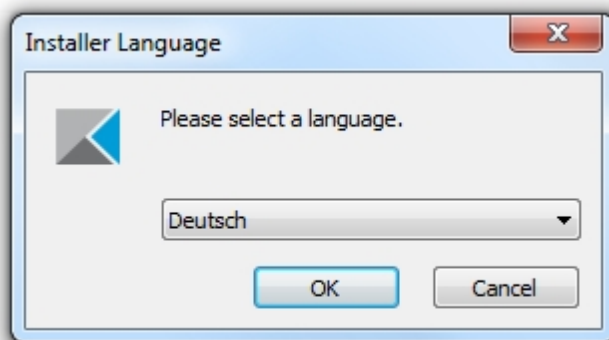 Installer Language
Please select a language.
Deutsch
OK
Cancel